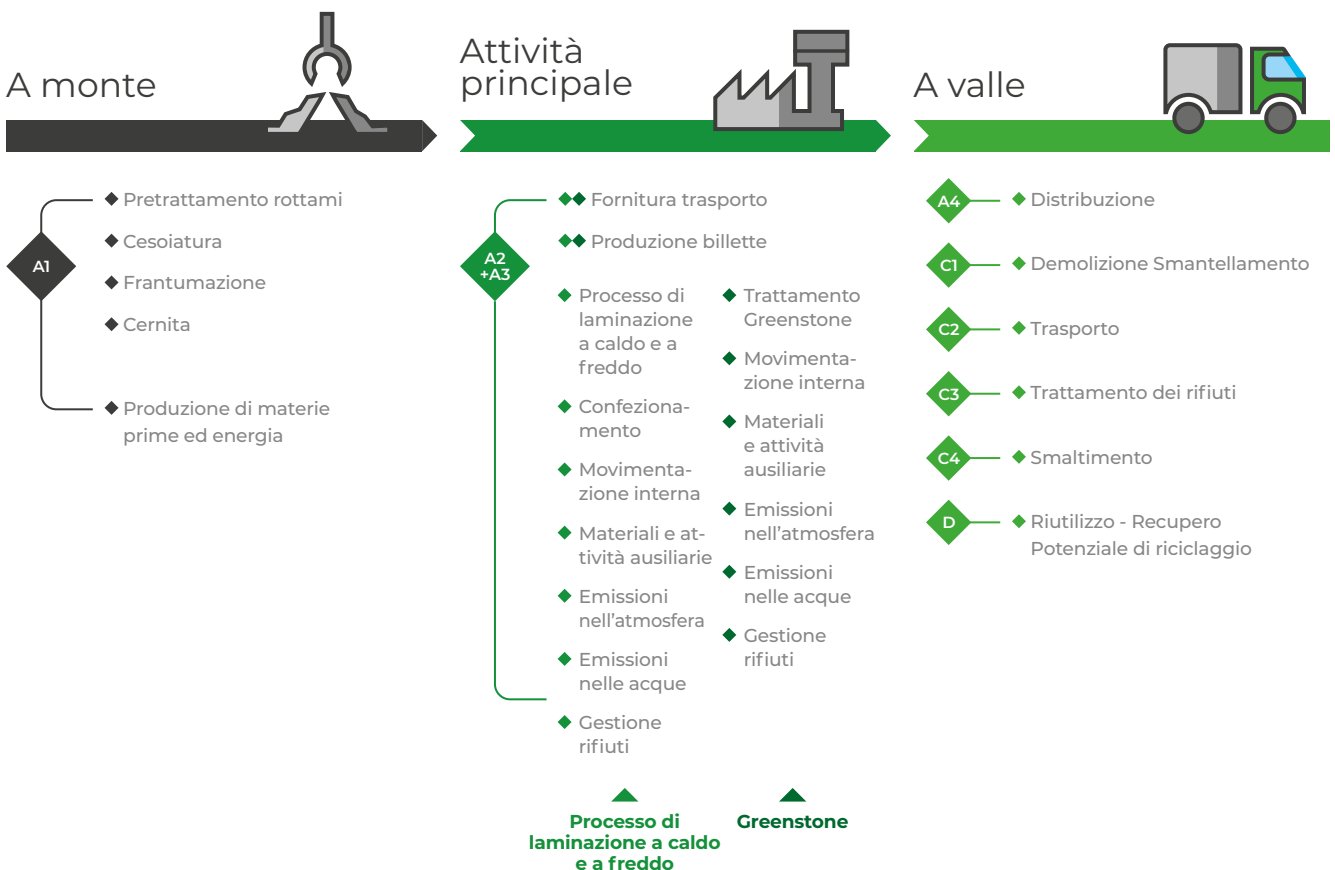 A monte
A1
Pretrattamento rottami
Cesoiatura
Frantumazione
Cernita
Produzione di materie
prime ed energia
Attività
principale
A2
+A3
Fornitura trasporto
Produzione billette
Processo di
laminazione
a caldo e a
freddo
Confeziona-
mento
Movimenta-
zione interna
Materiali e at-
tività ausiliarie
Emissioni
nell'atmosfera
Emissioni
nelle acque
Gestione
rifiuti
Processo di
laminazione a caldo
e a freddo
Trattamento
Greenstone
Movimenta-
zione interna
Materiali
e attività
ausiliarie
Emissioni
nell'atmosfera
Emissioni
nelle acque
Gestione
rifiuti
Greenstone
A valle
A4
Distribuzione
C1
Demolizione Smantellamento
C2
Trasporto
C3
Trattamento dei rifiuti
C4
Smaltimento
D
Riutilizzo - Recupero
Potenziale di riciclaggio